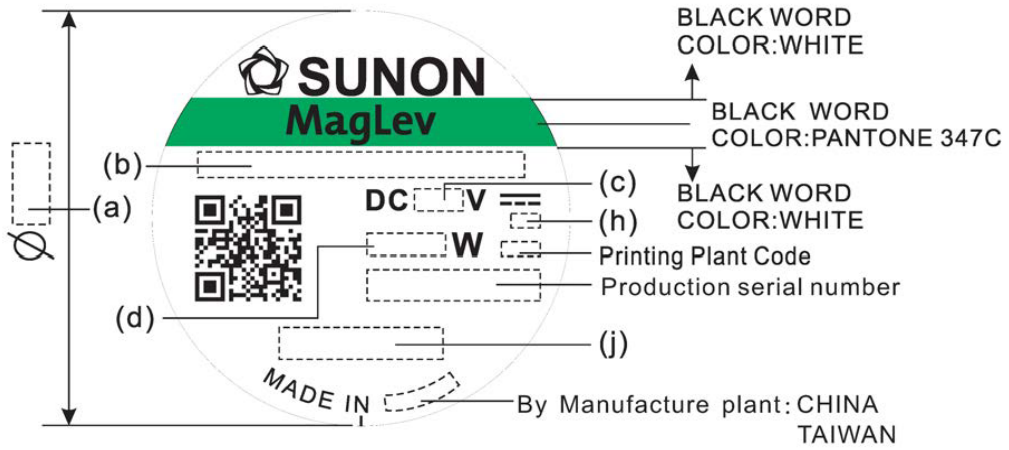 BLACK WORD
COLOR:WHITE
SUNON
MagLev
BLACK WORD
COLOR:PANTONE 347C
(b)
(a)
Ø
DC V
(c)
BLACK WORD
COLOR:WHITE
(h)
W
Printing Plant Code
Production serial number
(d)
(j)
MADE IN
By Manufacture plant: CHINA
TAIWAN